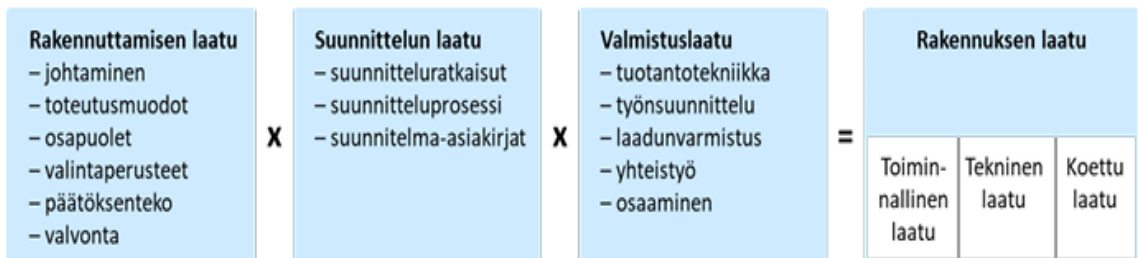 Rakennuttamisen laatu
– johtaminen
– toteutusmuodot
– osapuolet
– valintaperusteet
– päätöksenteko
– valvonta
x
Suunnittelun laatu
– suunnitteluratkaisut
– suunnitteluprosessi
– suunnitelma-asiakirjat
x
Valmistuslaatu
– tuotantotekniikka
– työnsuunnittelu
– laadunvarmistus
– yhteistyö
– osaaminen
=
Rakennuksen laatu
Toimin-
nallinen
laatu
Tekninen
laatu
Koettu
laatu